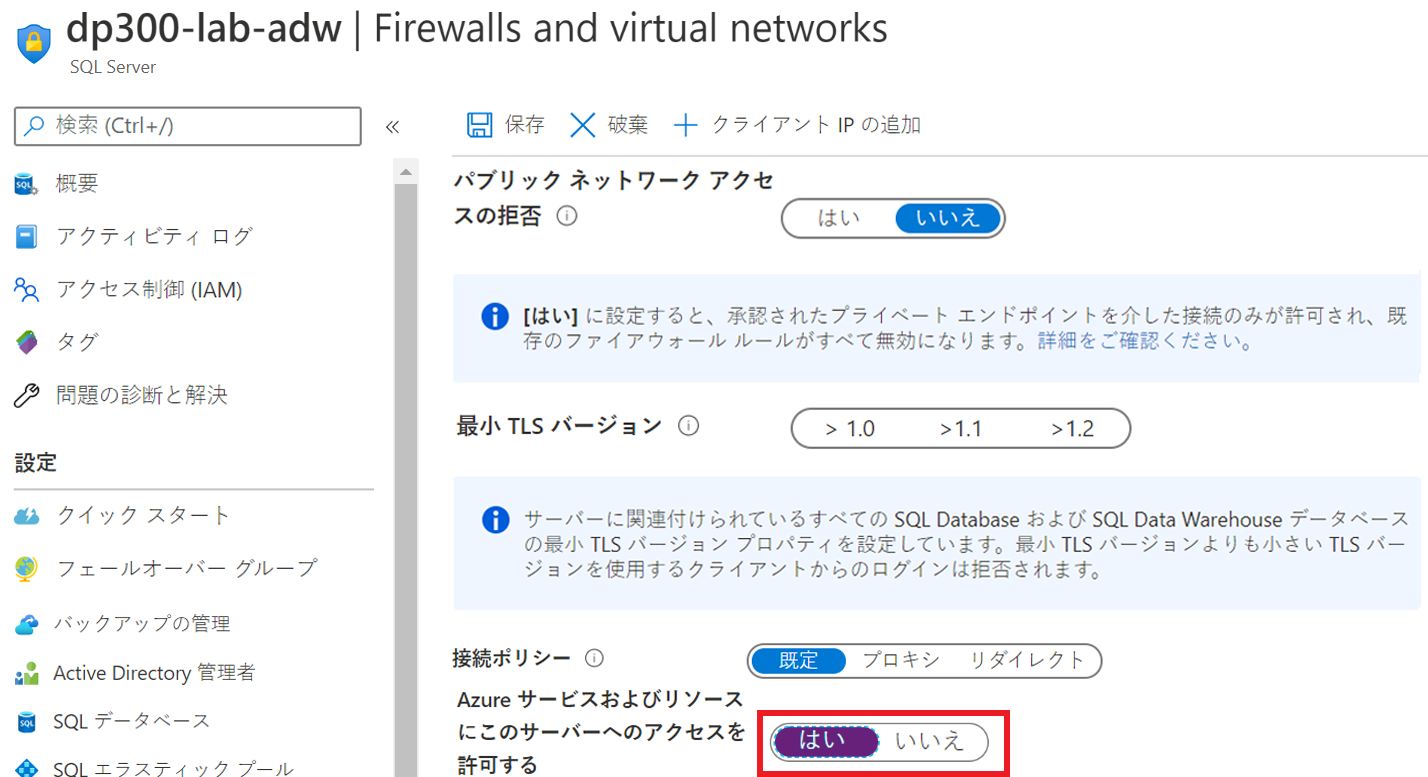 dp300-lab-adw | Firewalls and virtual networks
SQL Server
検索 (Ctrl+/)
«
保存
破棄
クライアント IP の追加
概要
アクティビティ ログ
アクセス制御 (IAM)
タグ
問題の診断と解決
設定
クイック スタート
フェールオーバー グループ
バックアップの管理
Active Directory 管理者
SQL データベース
SQL エラスティック プール
パブリック ネットワーク アクセ
スの拒否
はい いいえ
[はい] に設定すると、承認されたプライベート エンドポイントを介した接続のみが許可され、既
存のファイアウォール ルールがすべて無効になります。詳細をご確認ください。
最小 TLS バージョン
> 1.0 >1.1 >1.2
サーバーに関連付けられているすべての SQL Database および SQL Data Warehouse データベース
の最小 TLS バージョン プロパティを設定しています。最小 TLS バージョンよりも小さい TLS バー
ジョンを使用するクライアントからのログインは拒否されます。
接続ポリシー
既定 プロキシ リダイレクト
Azure サービスおよびリソース
にこのサーバーへのアクセスを
許可する
はい いいえ